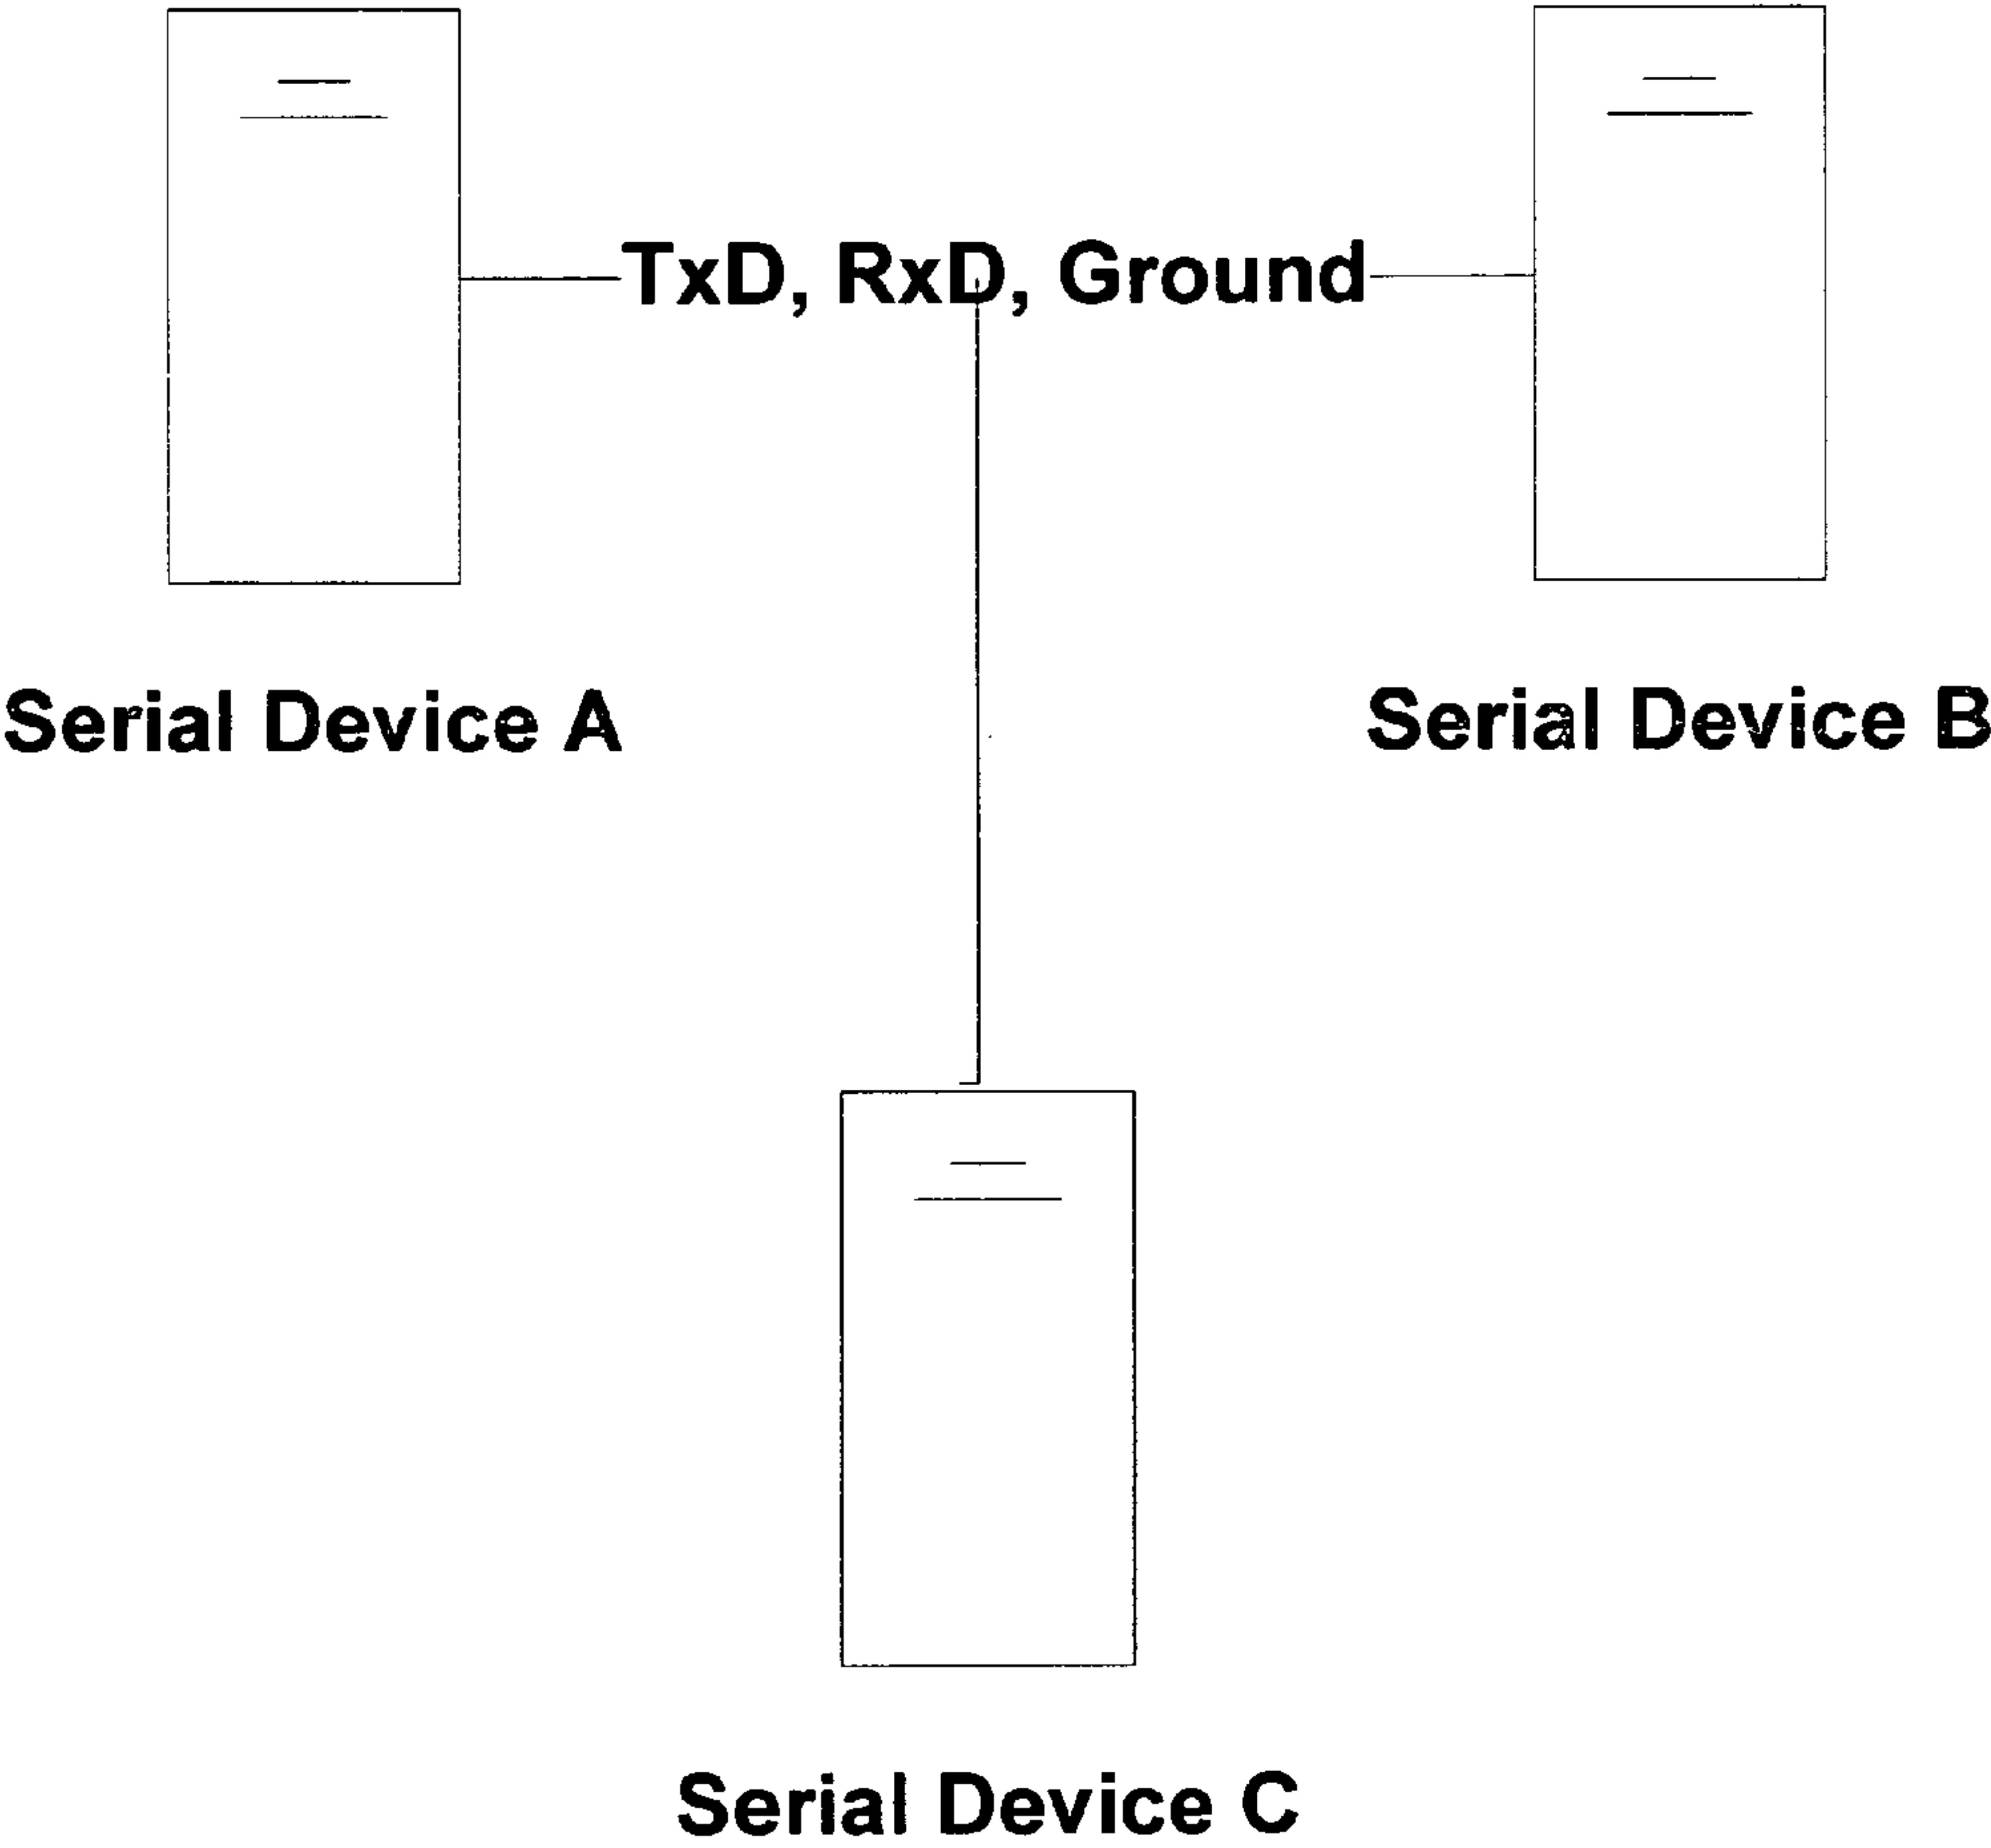 TxD, RxD, Ground
Serial Device A
Serial Device B
Serial Device C